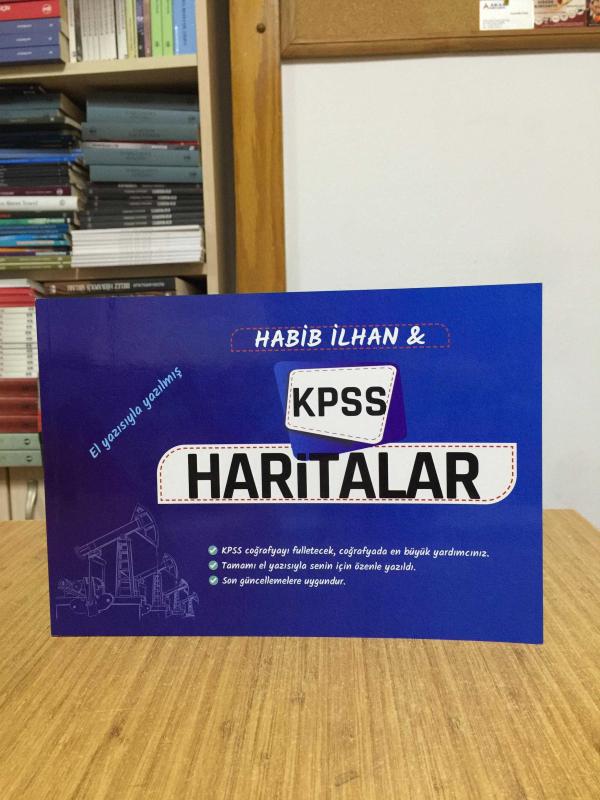 HABİB İLHAN &
El yazısıyla yazılmış
KPSS
HARİTALAR
KPSS coğrafyayı fulletecek, coğrafyada en büyük yardımcınız.
Tamamı el yazısıyla senin için özenle yazıldı.
Son güncellemelere uygundur.